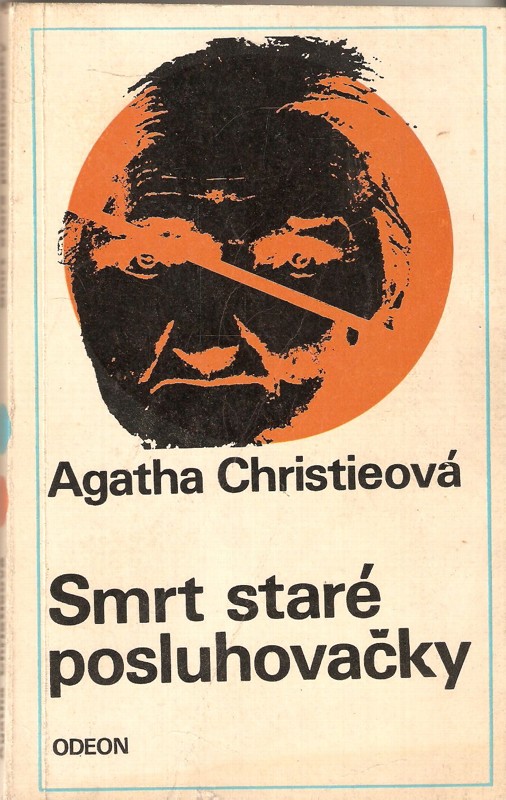 Agatha Christieová
Smrt staré
posluhovačky
ODEON